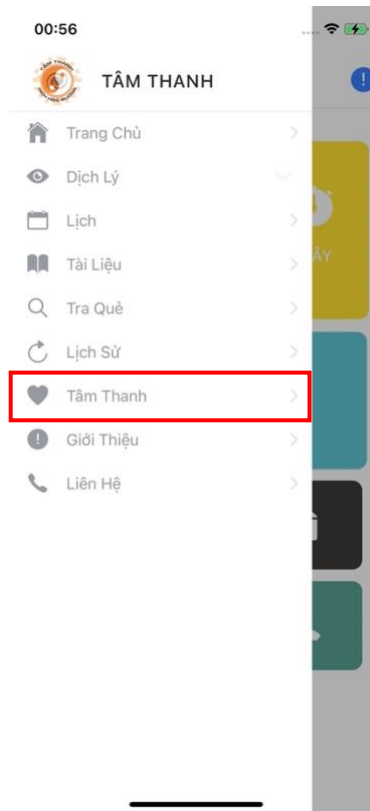 00:56
TÂM THANH
Trang Chủ
Dịch Lý
Lịch
Tài Liệu
ÂY
Tra Quẻ
Lịch Sử
Tâm Thanh
Giới Thiệu
Liên Hệ